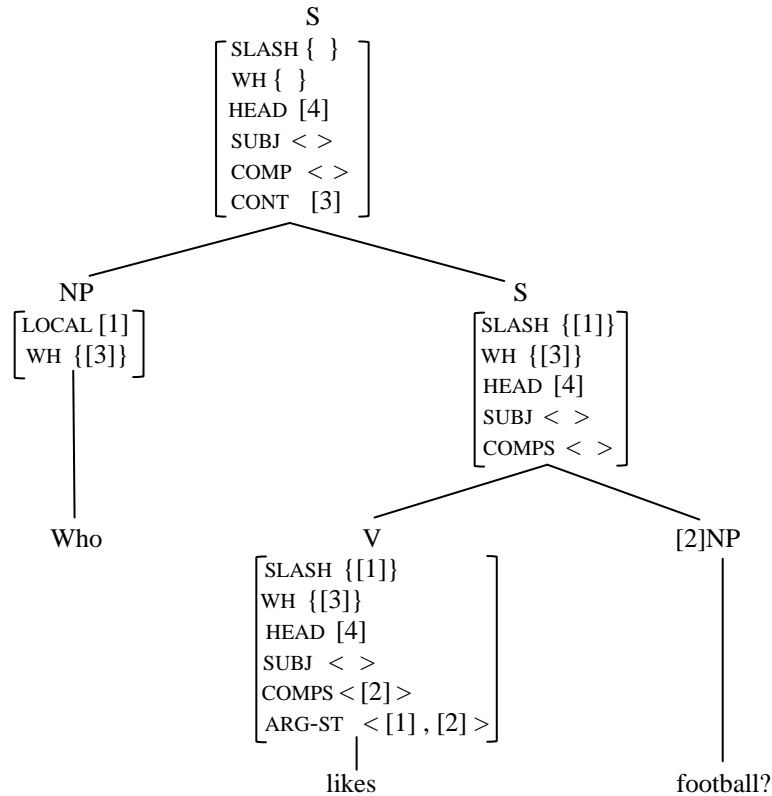 S
SLASH { }
WH { }
HEAD [4]
SUBJ < >
COMP < >
CONT [3]
NP
LOCAL [1]
WH {[3]}
S
SLASH {[1]}
WH {[3]}
HEAD [4]
SUBJ < >
COMPS < >
Who
V
SLASH {[1]}
WH {[3]}
HEAD [4]
SUBJ < >
COMPS < [2] >
ARG-ST < [1] , [2] >
[2]NP
likes
football?